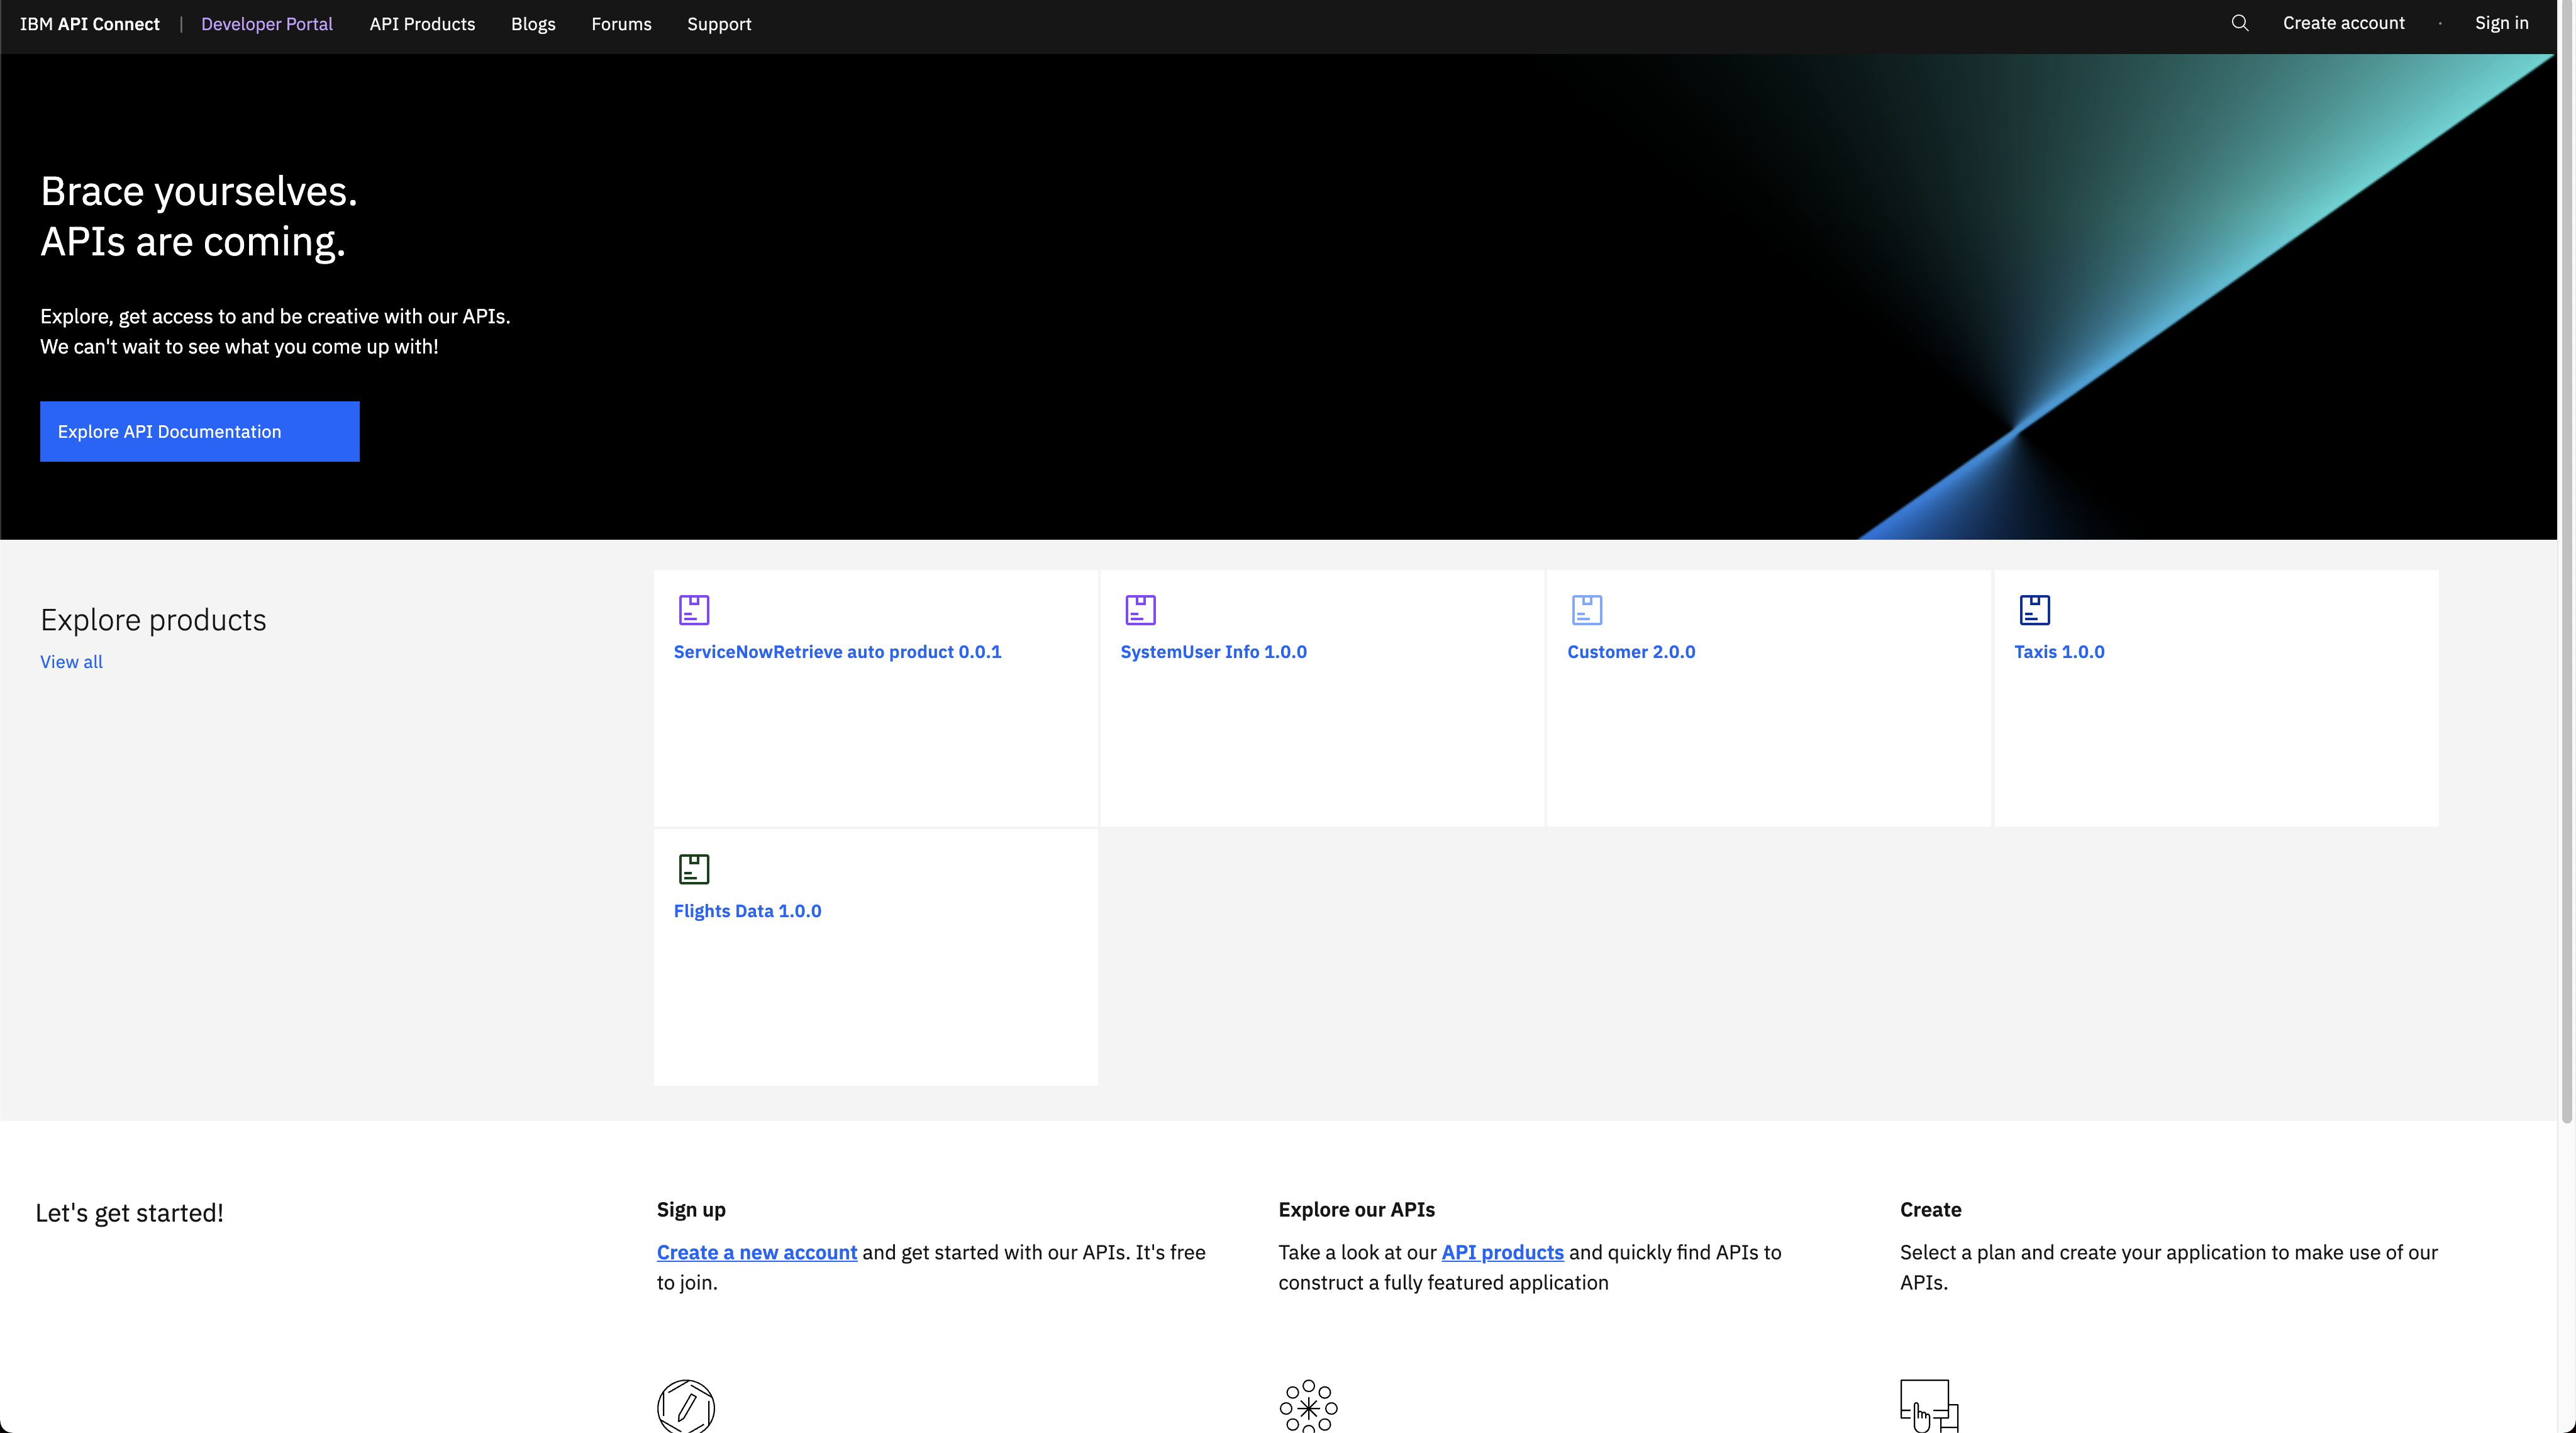 IBM API Connect | Developer Portal API Products Blogs Forums Support Create account · Sign in
Brace yourselves.
APIs are coming.
Explore, get access to and be creative with our APIs.
We can't wait to see what you come up with!
Explore API Documentation
Explore products
View all
ServiceNowRetrieve auto product 0.0.1
SystemUser Info 1.0.0
Customer 2.0.0
Taxis 1.0.0
Flights Data 1.0.0
Let's get started!
Sign up
Create a new account and get started with our APIs. It's free
to join.
Explore our APIs
Take a look at our API products and quickly find APIs to
construct a fully featured application
Create
Select a plan and create your application to make use of our
APIs.